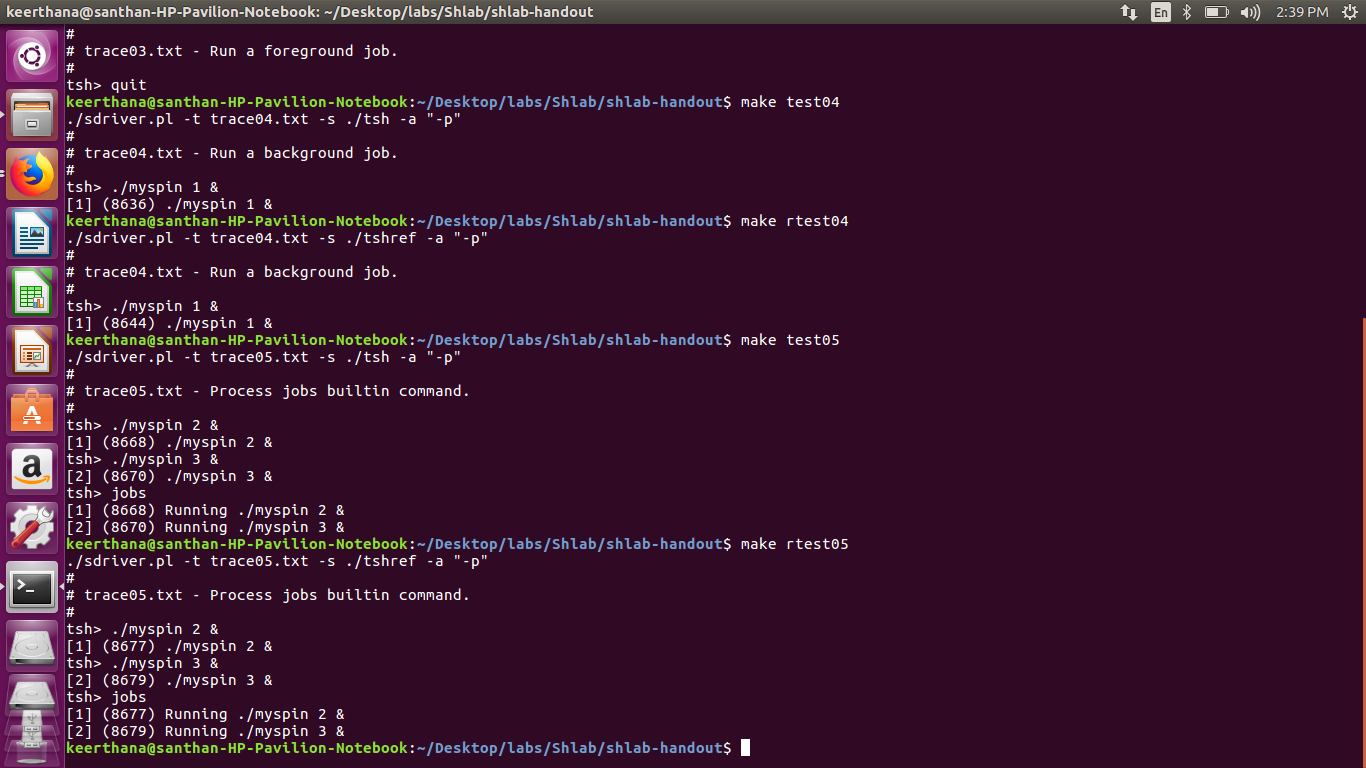 keerthana@santhan-HP-Pavilion-Notebook: ~/Desktop/labs/Shlab/shlab-handout
En
2:39 PM
#
# trace03.txt - Run a foreground job.
#
tsh> quit
keerthana@santhan-HP-Pavilion-Notebook:~/Desktop/labs/Shlab/shlab-handout$ make test04
./sdriver.pl -t trace04.txt -s ./tsh -a "-p"
#
# trace04.txt - Run a background job.
#
tsh> ./myspin 1 &
[1] (8636) ./myspin 1 &
keerthana@santhan-HP-Pavilion-Notebook:~/Desktop/labs/Shlab/shlab-handout$ make rtest04
./sdriver.pl -t trace04.txt -s ./tshref -a "-p"
#
# trace04.txt - Run a background job.
#
tsh> ./myspin 1 &
[1] (8644) ./myspin 1 &
keerthana@santhan-HP-Pavilion-Notebook:~/Desktop/labs/Shlab/shlab-handout$ make test05
./sdriver.pl -t trace05.txt -s ./tsh -a "-p"
#
# trace05.txt - Process jobs builtin command.
#
tsh> ./myspin 2 &
[1] (8668) ./myspin 2 &
tsh> ./myspin 3 &
[2] (8670) ./myspin 3 &
tsh> jobs
[1] (8668) Running ./myspin 2 &
[2] (8670) Running ./myspin 3 &
keerthana@santhan-HP-Pavilion-Notebook:~/Desktop/labs/Shlab/shlab-handout$ make rtest05
./sdriver.pl -t trace05.txt -s ./tshref -a "-p"
#
# trace05.txt - Process jobs builtin command.
#
tsh> ./myspin 2 &
[1] (8677) ./myspin 2 &
tsh> ./myspin 3 &
[2] (8679) ./myspin 3 &
tsh> jobs
[1] (8677) Running ./myspin 2 &
[2] (8679) Running ./myspin 3 &
keerthana@santhan-HP-Pavilion-Notebook:~/Desktop/labs/Shlab/shlab-handout$